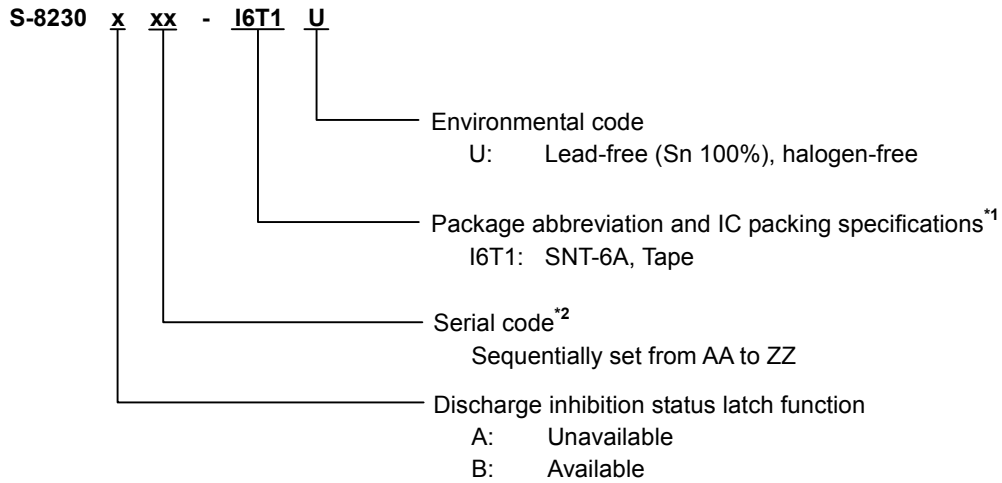 S-8230 x xx - I6T1 U
Environmental code
U: Lead-free (Sn 100%), halogen-free
Package abbreviation and IC packing specifications*1
I6T1: SNT-6A, Tape
Serial code*2
Sequentially set from AA to ZZ
Discharge inhibition status latch function
A: Unavailable
B: Available